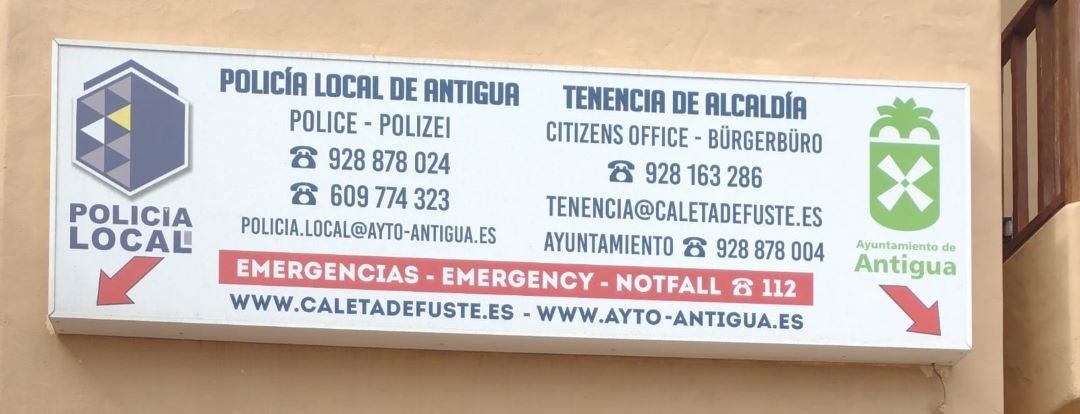 POLICÍA LOCAL DE ANTIGUA
POLICE - POLIZEI
☎ 928 878 024
☎ 609 774 323
POLICIA.LOCAL@AYTO-ANTIGUA.ES
TENENCIA DE ALCALDÍA
CITIZENS OFFICE - BÜRGERBÜRO
☎ 928 163 286
TENENCIA@CALETADEFUSTE.ES
AYUNTAMIENTO ☎ 928 878 004
POLICIA
LOCAL
Ayuntamiento de
Antigua
EMERGENCIAS - EMERGENCY - NOTFALL ☎ 112
WWW.CALETADEFUSTE.ES - WWW.AYTO-ANTIGUA.ES